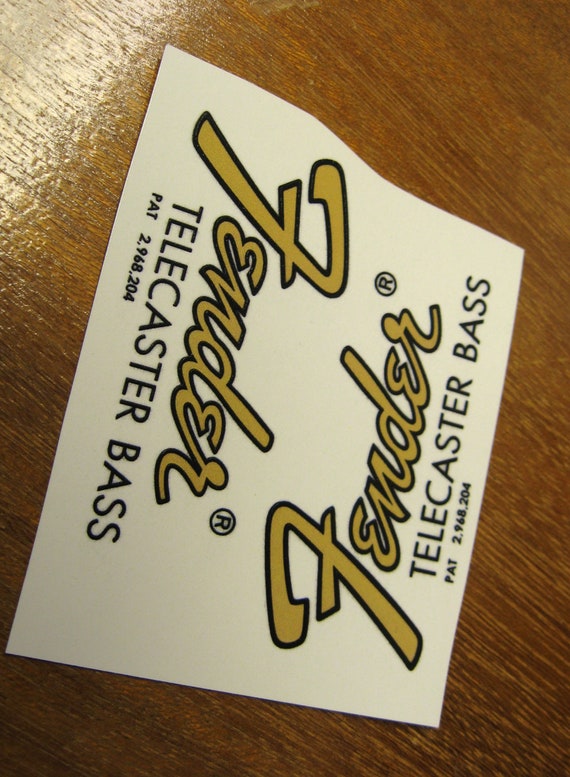 Fender®
TELECASTER BASS
PAT 2.968.204
Fender®
TELECASTER BASS
PAT 2.968.204